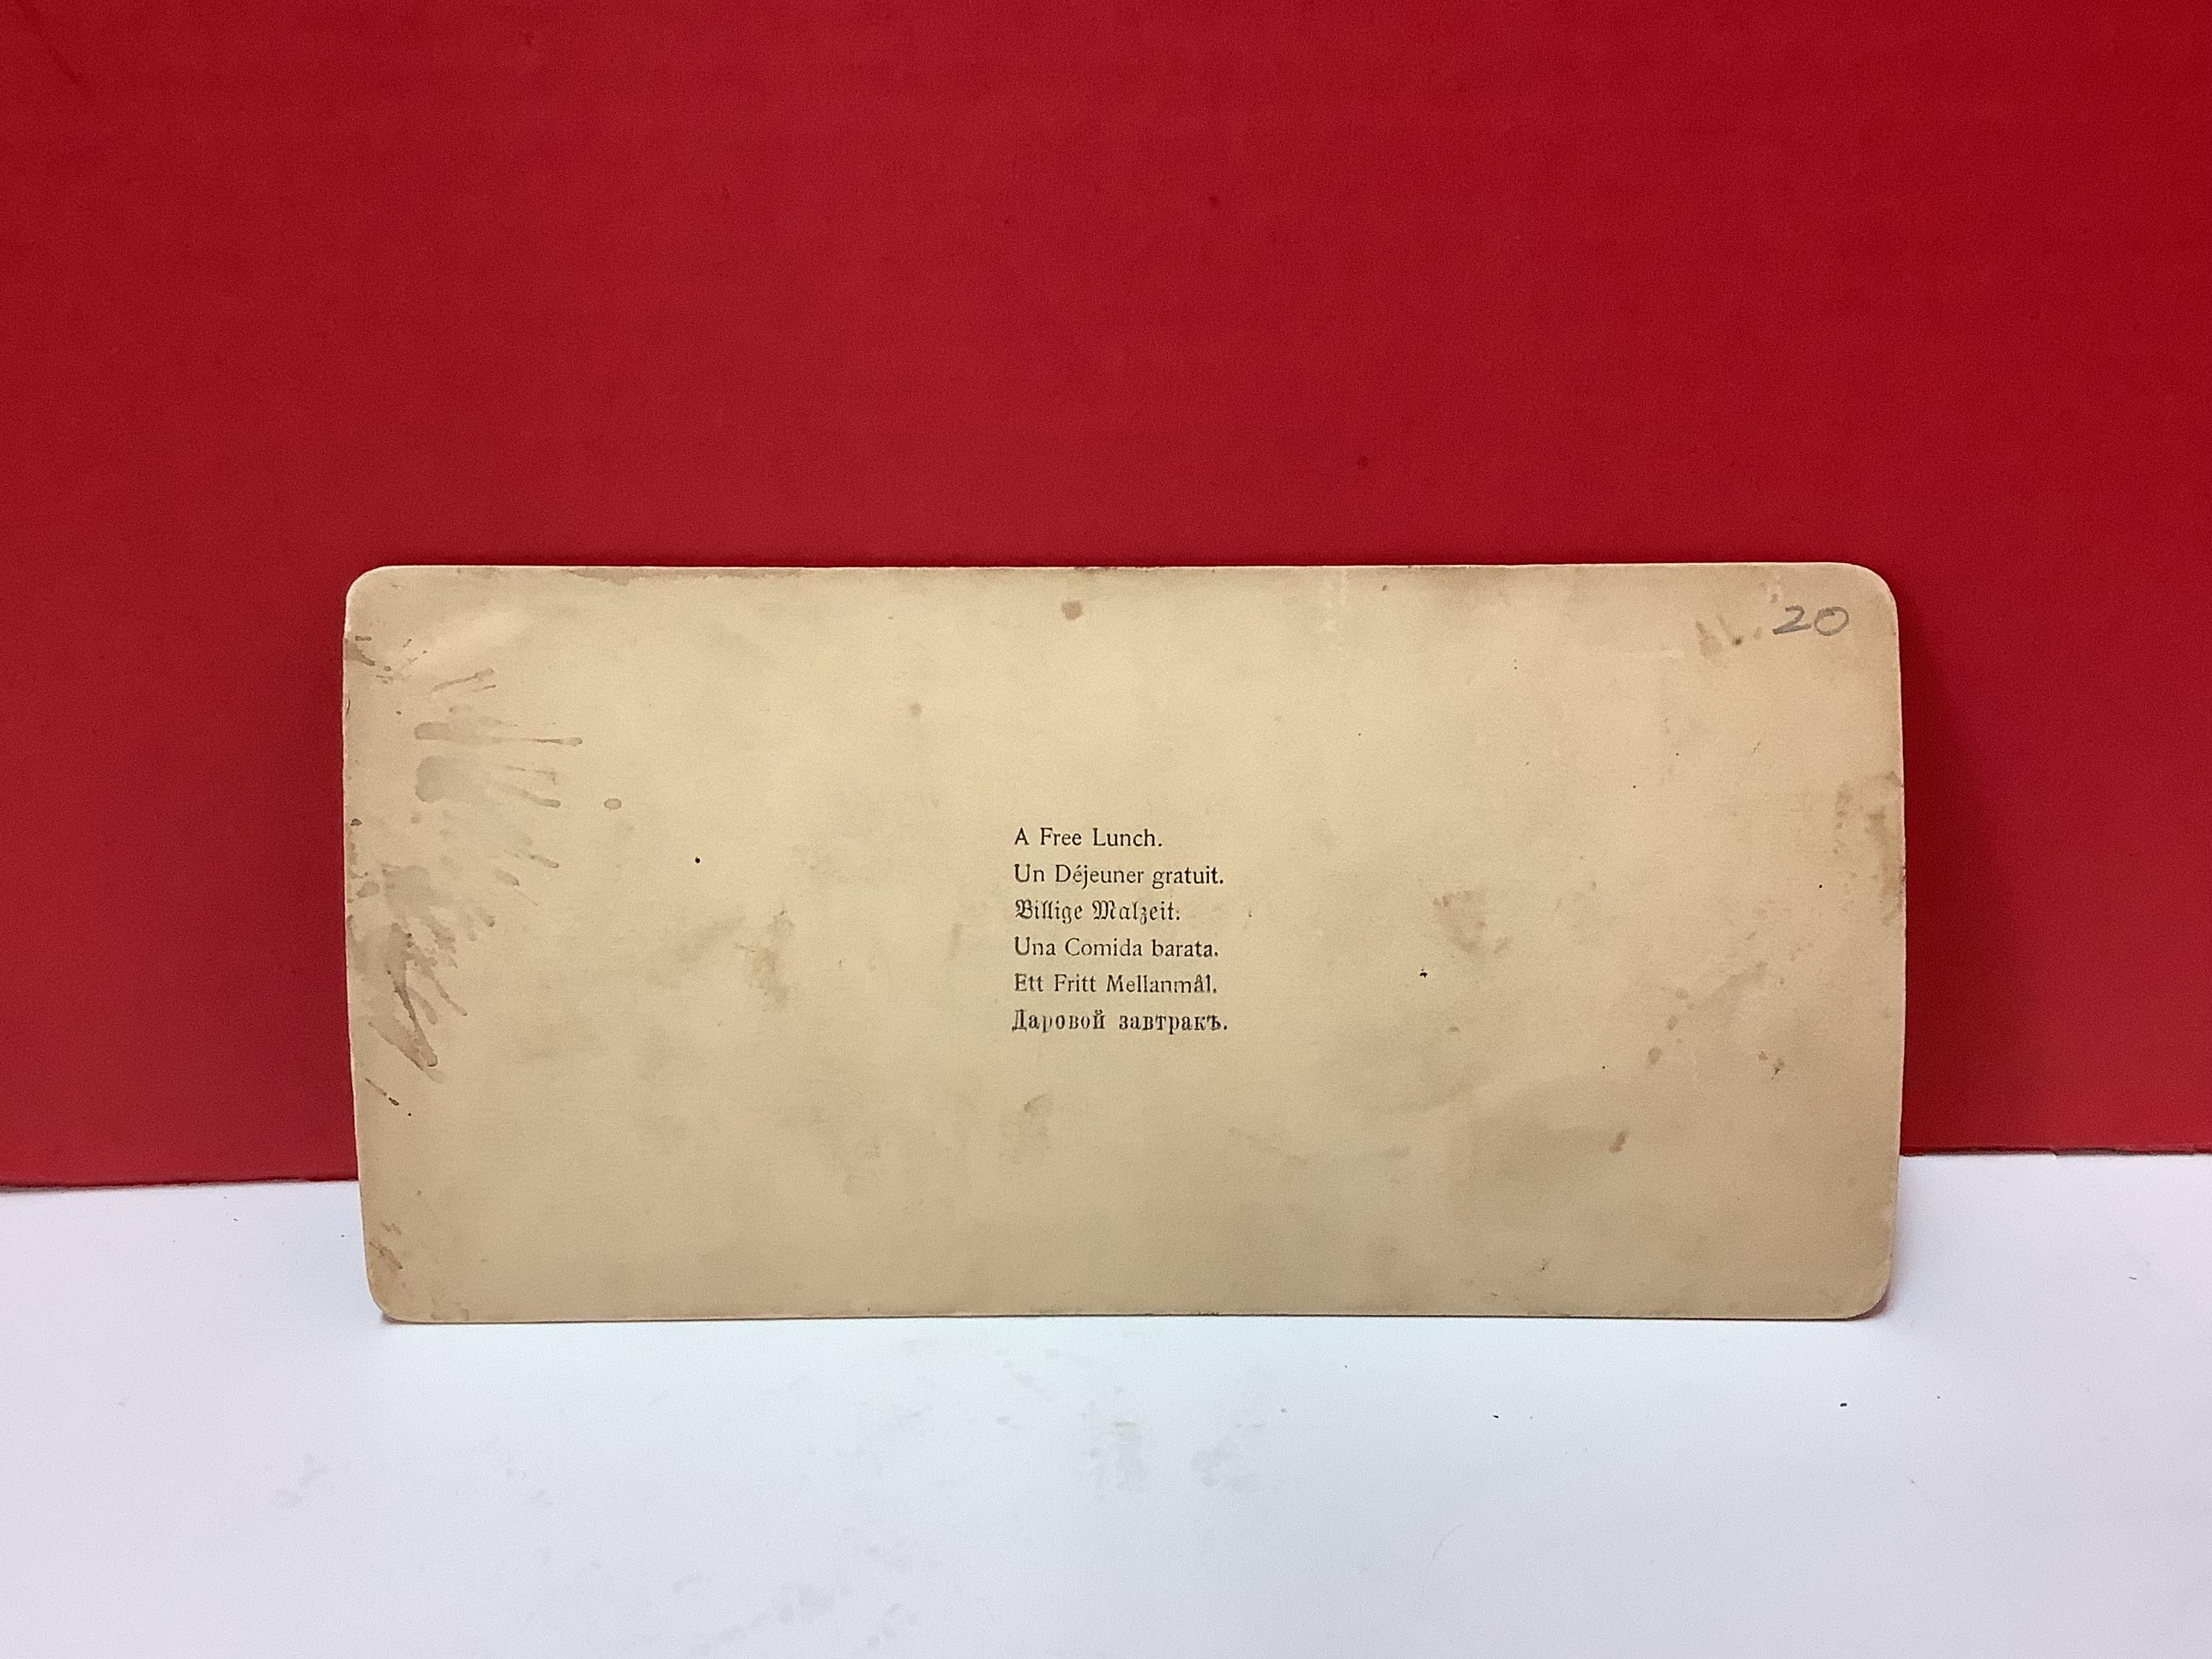 20
A Free Lunch.
Un Déjeuner gratuit.
Billige Malzeit.
Una Comida barata.
Ett Fritt Mellanmål.
Даровой завтракъ.